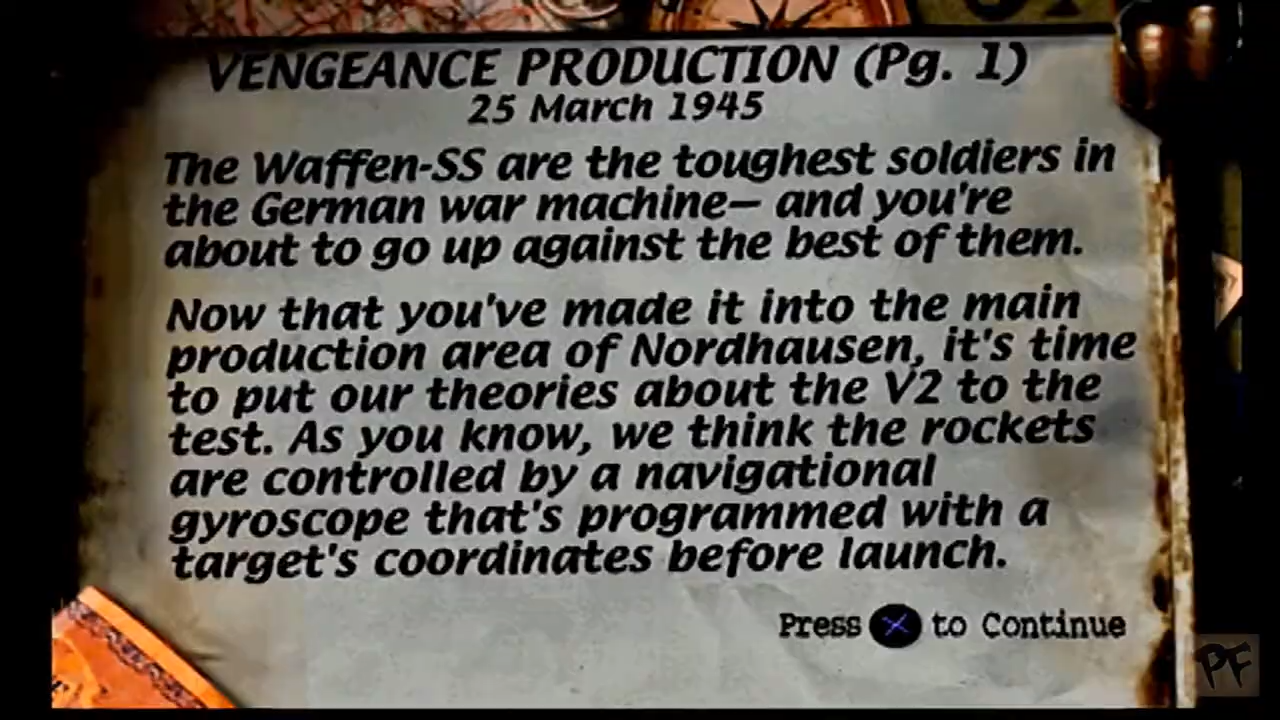 VENGEANCE PRODUCTION (Pg. 1)
25 March 1945
The Waffen-SS are the toughest soldiers in
the German war machine— and you're
about to go up against the best of them.
Now that you've made it into the main
production area of Nordhausen, it's time
to put our theories about the V2 to the
test. As you know, we think the rockets
are controlled by a navigational
gyroscope that's programmed with a
target's coordinates before launch.
Press X to Continue
PF